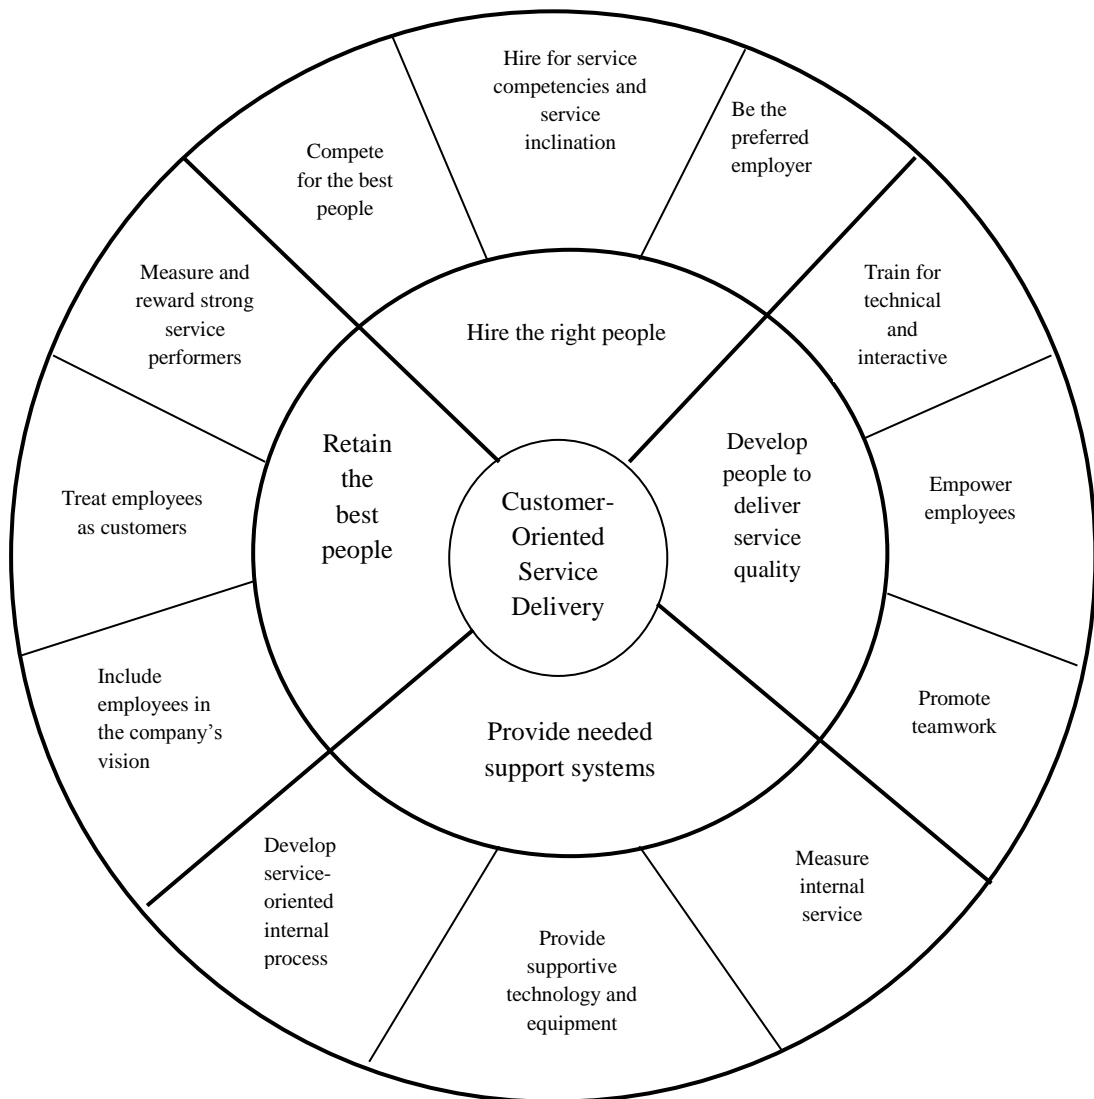 Hire for service
competencies and
service
inclination
Be the
preferred
employer
Compete
for the best
people
Measure and
reward strong
service
performers
Train for
technical
and
interactive
Hire the right people
Retain
the
best
people
Develop
people to
deliver
service
quality
Customer-
Oriented
Service
Delivery
Treat employees
as customers
Empower
employees
Include
employees in
the company’s
vision
Promote
teamwork
Provide needed
support systems
Develop
service-
oriented
internal
process
Provide
supportive
technology and
equipment
Measure
internal
service